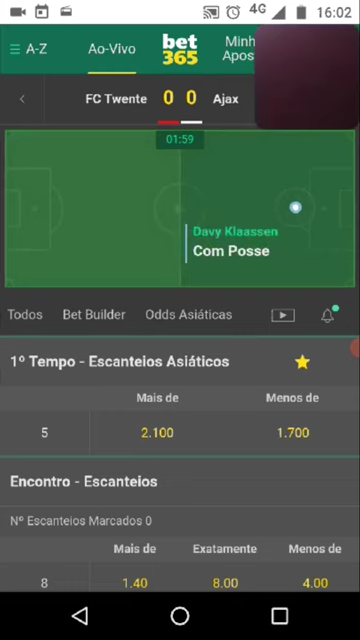 4G 16:02
A-Z Ao-Vivo bet365 Minh
Apos
FC Twente 0 0 Ajax
01:59
Davy Klaassen
Com Posse
Todos Bet Builder Odds Asiáticas
1º Tempo - Escanteios Asiáticos
Mais de Menos de
5 2.100 1.700
Encontro - Escanteios
Nº Escanteios Marcados 0
Mais de Exatamente Menos de
8 1.40 8.00 4.00